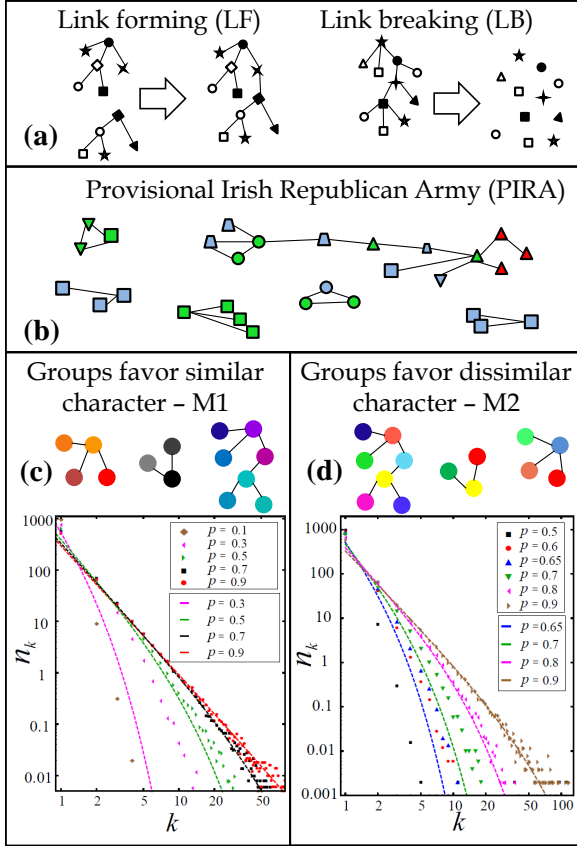 Link forming (LF)
Link breaking (LB)
(a)
Provisional Irish Republican Army (PIRA)
(b)
Groups favor similar
character – M1
(c)
1000
100
10
1
0.1
0.01
n_k
1
2
5
10
20
50
k
p = 0.1
p = 0.3
p = 0.5
p = 0.7
p = 0.9
p = 0.3
p = 0.5
p = 0.7
p = 0.9
Groups favor dissimilar
character – M2
(d)
1000
100
10
1
0.1
0.01
0.001
n_k
1
2
5
10
20
50
100
k
p = 0.5
p = 0.6
p = 0.65
p = 0.7
p = 0.8
p = 0.9
p = 0.65
p = 0.7
p = 0.8
p = 0.9